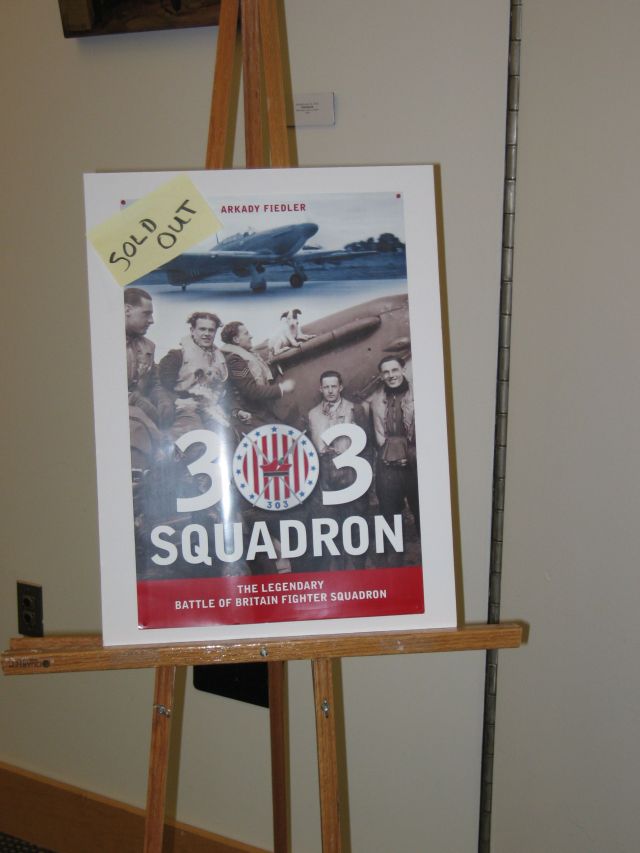 SOLD
OUT
ARKADY FIEDLER
303
303
SQUADRON
THE LEGENDARY
BATTLE OF BRITAIN FIGHTER SQUADRON